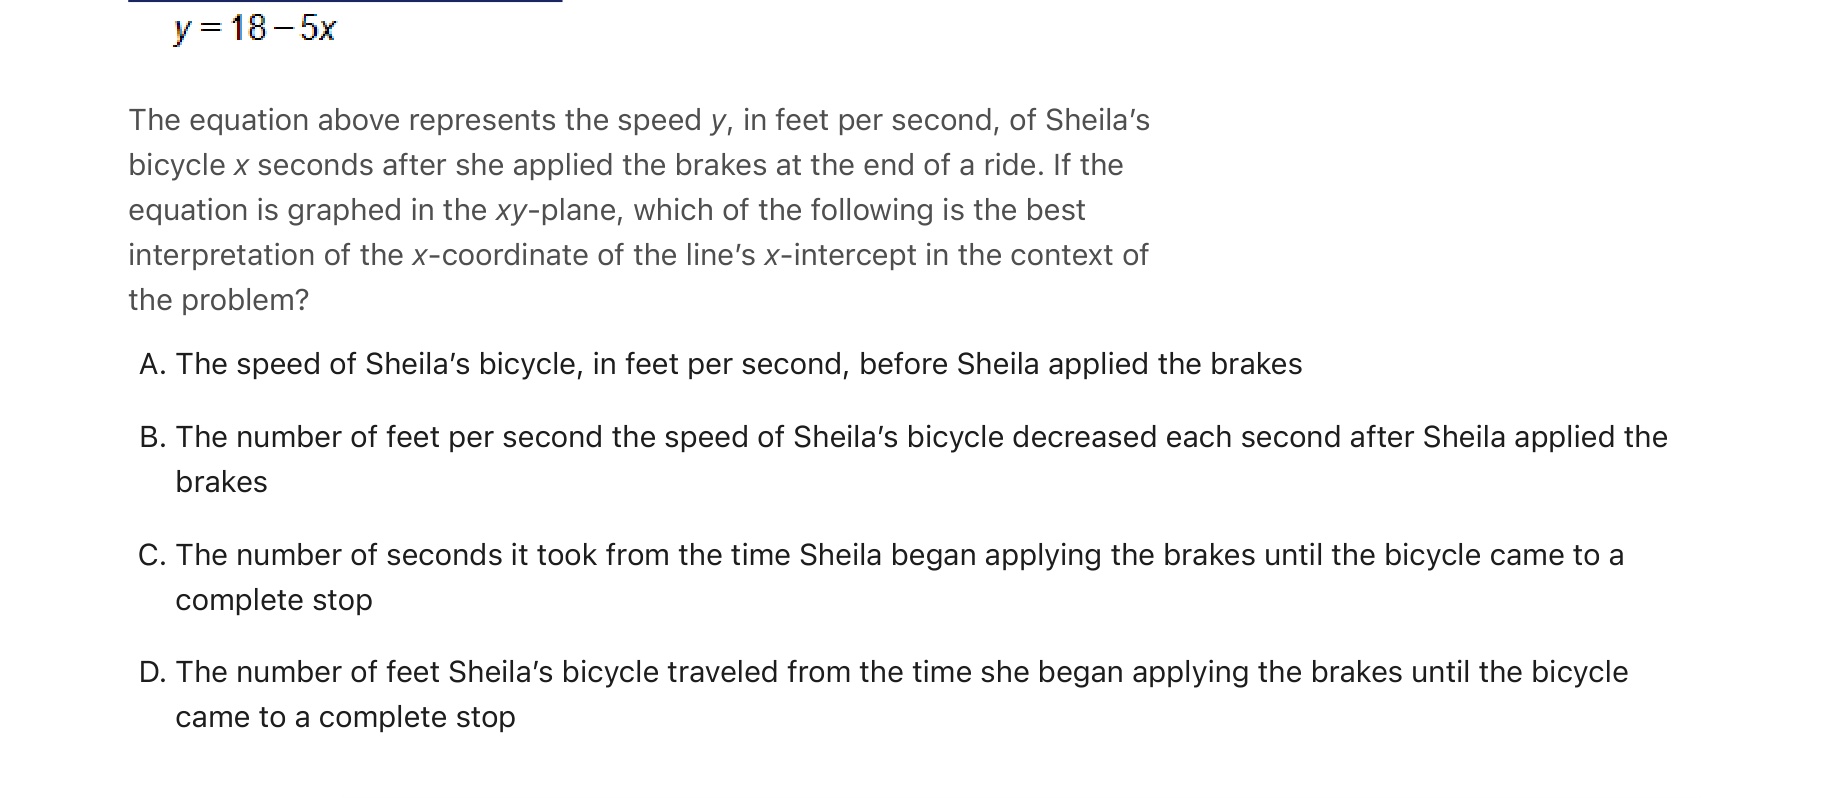 y = 18 – 5x
The equation above represents the speed y, in feet per second, of Sheila’s
bicycle x seconds after she applied the brakes at the end of a ride. If the
equation is graphed in the xy-plane, which of the following is the best
interpretation of the x-coordinate of the line’s x-intercept in the context of
the problem?
A. The speed of Sheila’s bicycle, in feet per second, before Sheila applied the brakes
B. The number of feet per second the speed of Sheila’s bicycle decreased each second after Sheila applied the
brakes
C. The number of seconds it took from the time Sheila began applying the brakes until the bicycle came to a
complete stop
D. The number of feet Sheila’s bicycle traveled from the time she began applying the brakes until the bicycle
came to a complete stop